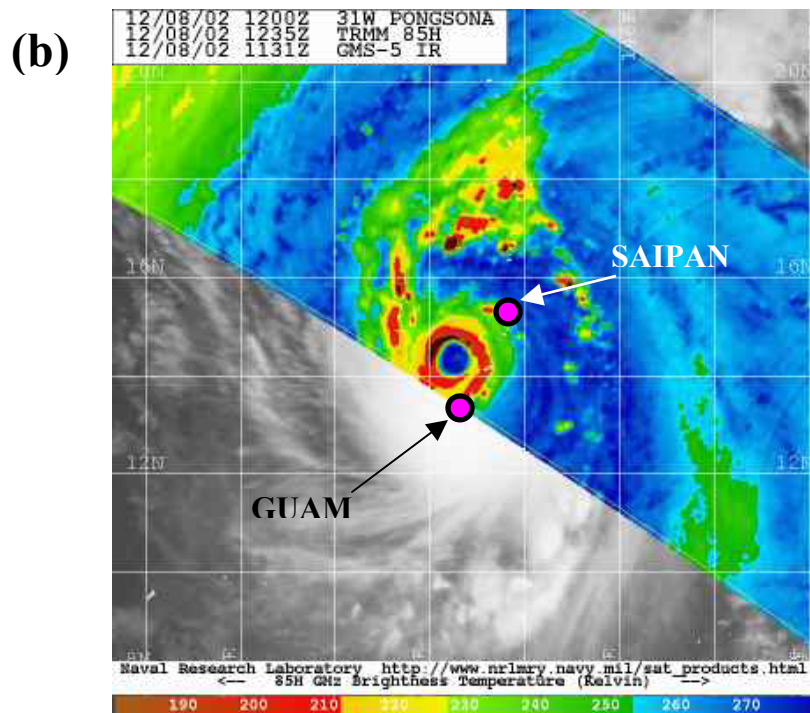 (b)
12/08/02 1200Z 31W PONGSONA
12/08/02 1235Z TRMM 85H
12/08/02 1131Z GMS-5 IR
20N
16N
SAIPAN
12N
12N
GUAM
Naval Research Laboratory http://www.nrlmry.navy.mil/sat_products.html
<-- 85H GHz Brightness Temperature (Kelvin) -->
190 200 210 220 230 240 250 260 270